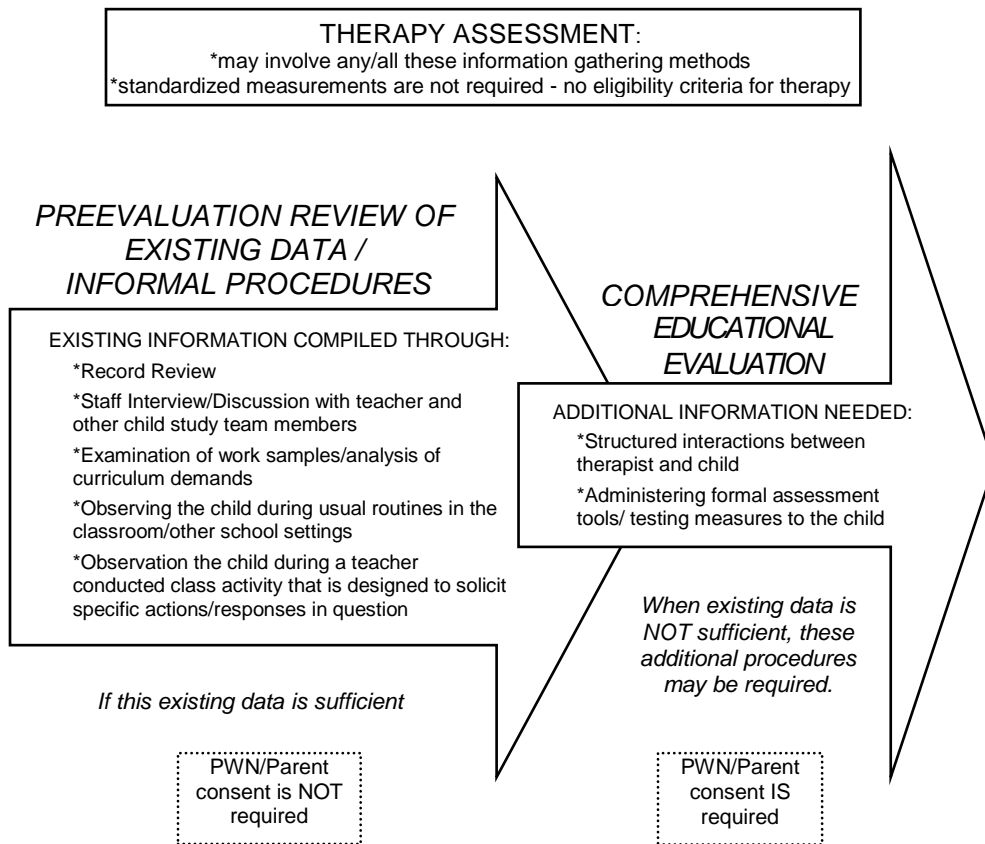 THERAPY ASSESSMENT:
*may involve any/all these information gathering methods
*standardized measurements are not required - no eligibility criteria for therapy
PREEVALUATION REVIEW OF
EXISTING DATA /
INFORMAL PROCEDURES
EXISTING INFORMATION COMPILED THROUGH:
*Record Review
*Staff Interview/Discussion with teacher and
other child study team members
*Examination of work samples/analysis of
curriculum demands
*Observing the child during usual routines in the
classroom/other school settings
*Observation the child during a teacher
conducted class activity that is designed to solicit
specific actions/responses in question
If this existing data is sufficient
PWN/Parent
consent is NOT
required
COMPREHENSIVE
EDUCATIONAL
EVALUATION
ADDITIONAL INFORMATION NEEDED:
*Structured interactions between
therapist and child
*Administering formal assessment
tools/ testing measures to the child
When existing data is
NOT sufficient, these
additional procedures
may be required.
PWN/Parent
consent IS
required